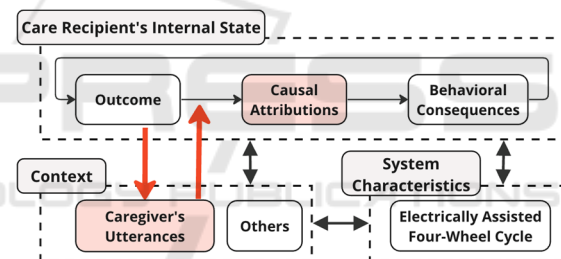 Care Recipient's Internal State
Outcome
Causal
Attributions
Behavioral
Consequences
Context
System
Characteristics
Caregiver's
Utterances
Others
Electrically Assisted
Four-Wheel Cycle